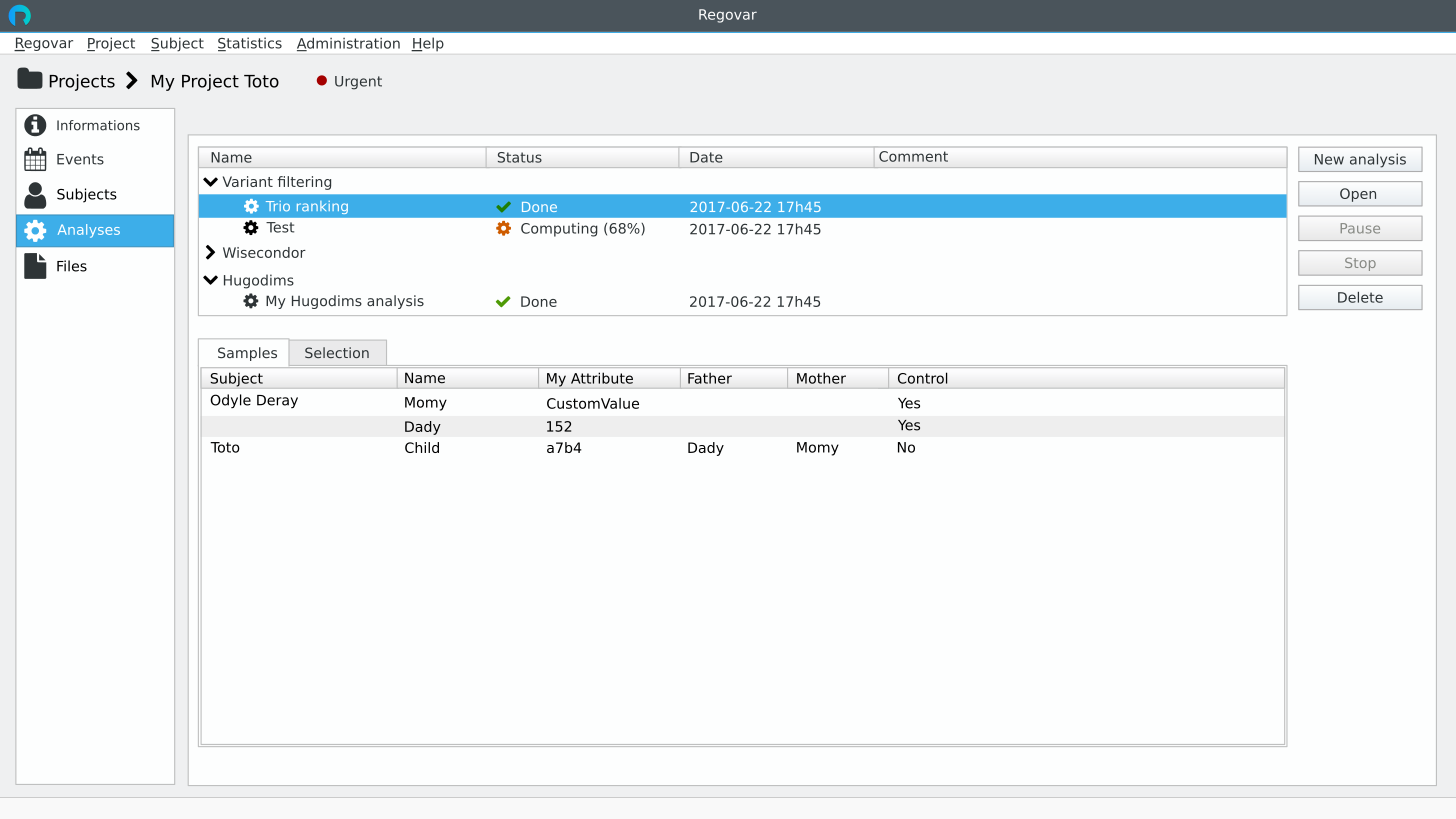 Regovar
Regovar Project Subject Statistics Administration Help
Projects My Project Toto Urgent
Informations
Events
Subjects
Analyses
Files
Name Status Date Comment
Variant filtering
Trio ranking Done 2017-06-22 17h45
Test Computing (68%) 2017-06-22 17h45
Wisecondor
Hugodims
My Hugodims analysis Done 2017-06-22 17h45
New analysis
Open
Pause
Stop
Delete
Samples Selection
Subject Name My Attribute Father Mother Control
Odyle Deray Momy CustomValue Yes
Dady 152 Yes
Toto Child a7b4 Dady Momy No